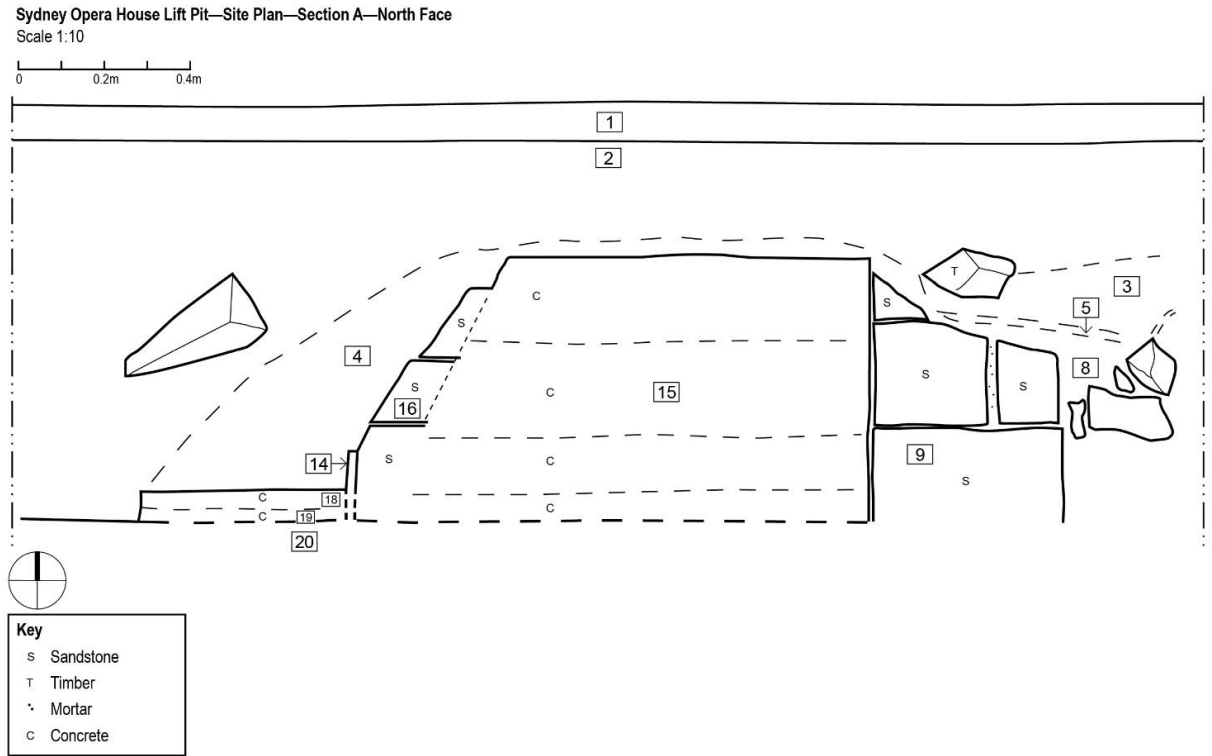 Sydney Opera House Lift Pit—Site Plan—Section A—North Face
Scale 1:10
0 0.2m 0.4m
1
2
T
3
S
C
5
S
4
8
S
S
S
C
15
16
9
14
S
C
S
C
18
C
C
19
20
Key
S Sandstone
T Timber
Mortar
C Concrete